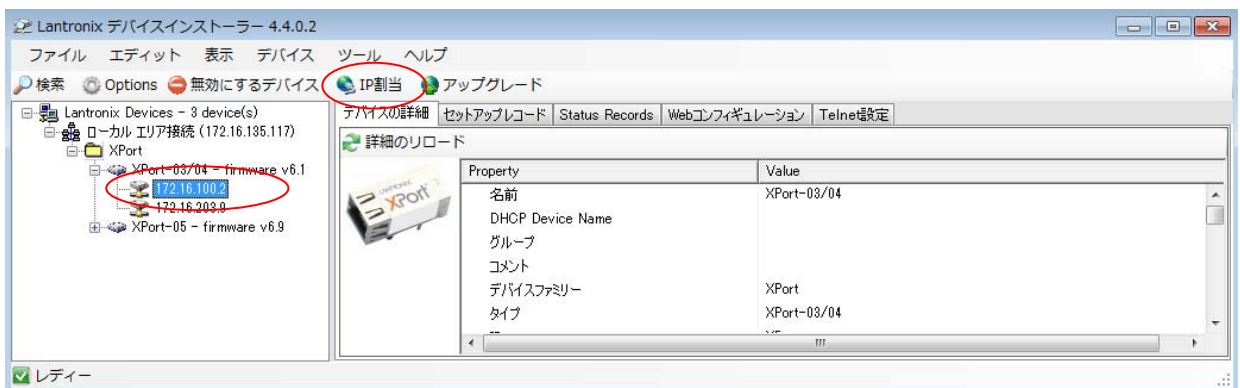 Lantronix デバイスインストーラー 4.4.0.2
ファイル エディット 表示 デバイス ツール ヘルプ
検索 Options 無効にするデバイス IP割当 アップグレード
Lantronix Devices - 3 device(s)
ローカル エリア接続 (172.16.135.117)
XPort
XPort-03/04 - firmware v6.1
172.16.100.2
172.16.203.9
XPort-05 - firmware v6.9
デバイスの詳細 セットアップレコード Status Records Webコンフィギュレーション Telnet設定
詳細のリロード
LANTRONIX
XPort
Property Value
名前 XPort-03/04
DHCP Device Name
グループ
コメント
デバイスファミリー XPort
タイプ XPort-03/04
レディー